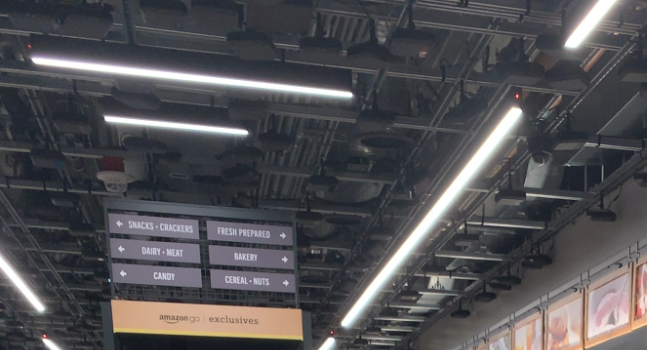 ← SNACKS • CRACKERS
FRESH PREPARED →
← DAIRY • MEAT
BAKERY →
← CANDY
CEREAL • NUTS →
amazon go | exclusives